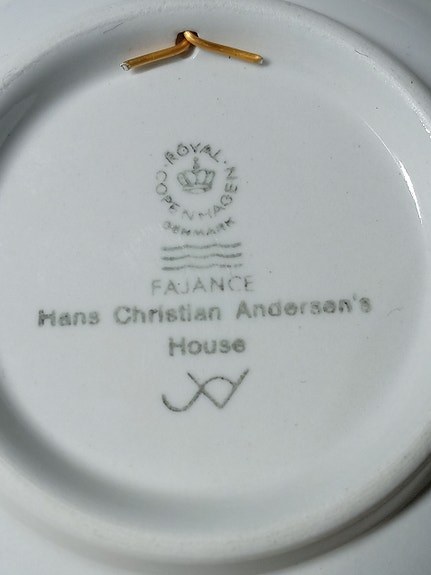 ROYAL
COPENHAGEN
DENMARK
FAJANCE
Hans Christian Andersen's
House